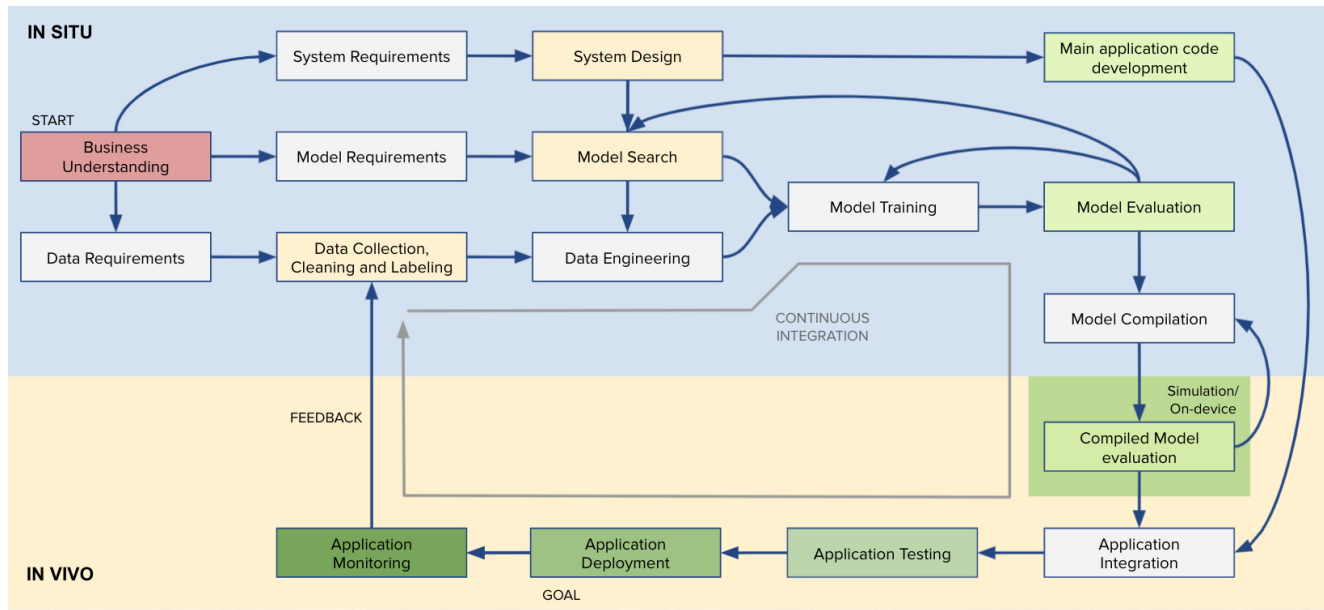 IN SITU
System Requirements
System Design
Main application code
development
START
Business
Understanding
Model Requirements
Model Search
Model Training
Model Evaluation
Data Requirements
Data Collection,
Cleaning and Labeling
Data Engineering
CONTINUOUS
INTEGRATION
Model Compilation
Simulation/
On-device
FEEDBACK
Compiled Model
evaluation
Application
Monitoring
Application
Deployment
Application Testing
Application
Integration
IN VIVO
GOAL